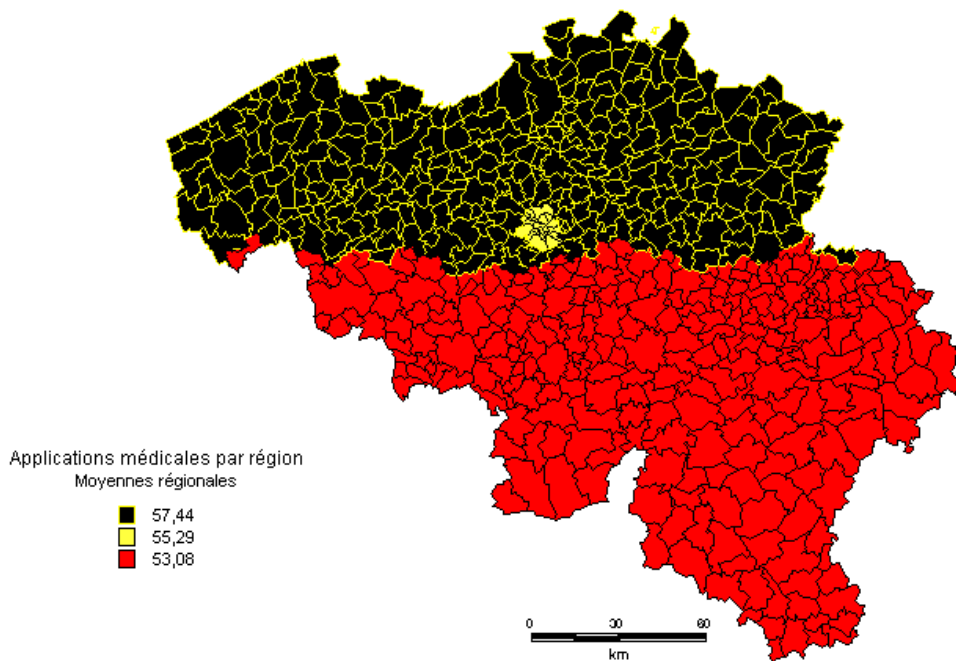 Applications médicales par région
Moyennes régionales
57,44
55,29
53,08
0 30 60
km